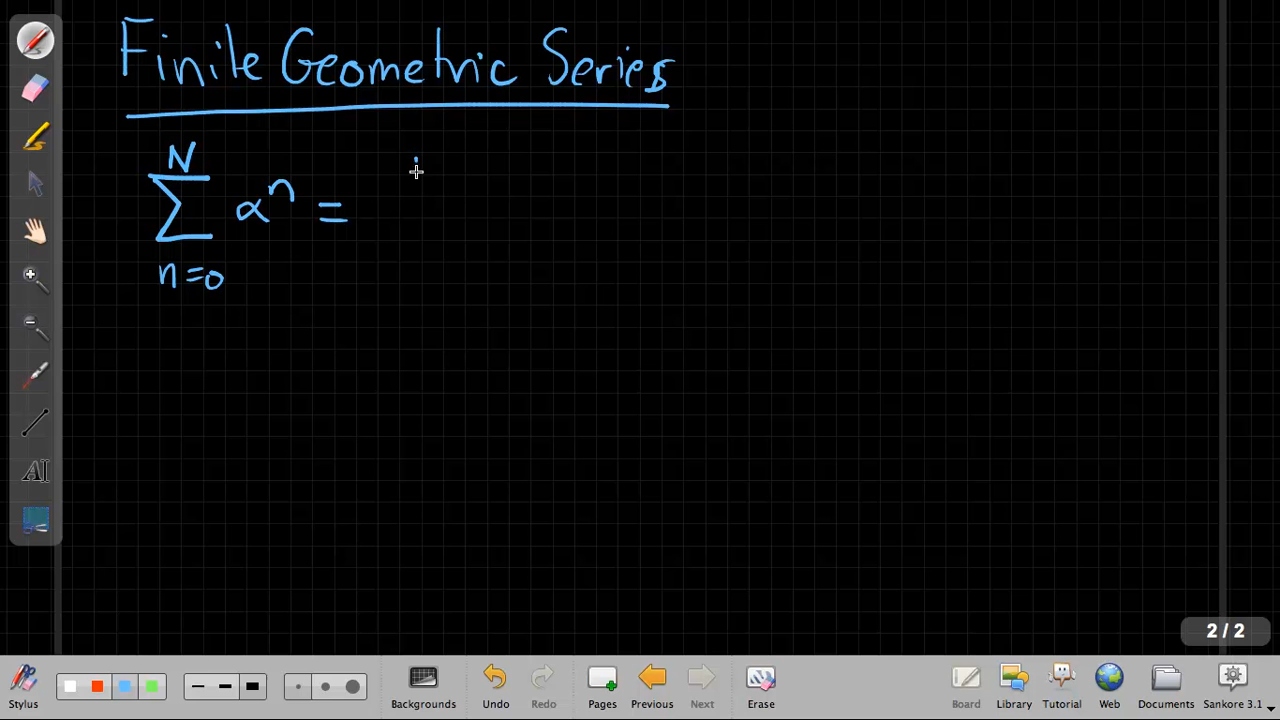 Finite Geometric Series
N
∑ αⁿ =
n=0
AI
2 / 2
Stylus Backgrounds Undo Redo Pages Previous Next Erase Board Library Tutorial Web Documents Sankore 3.1